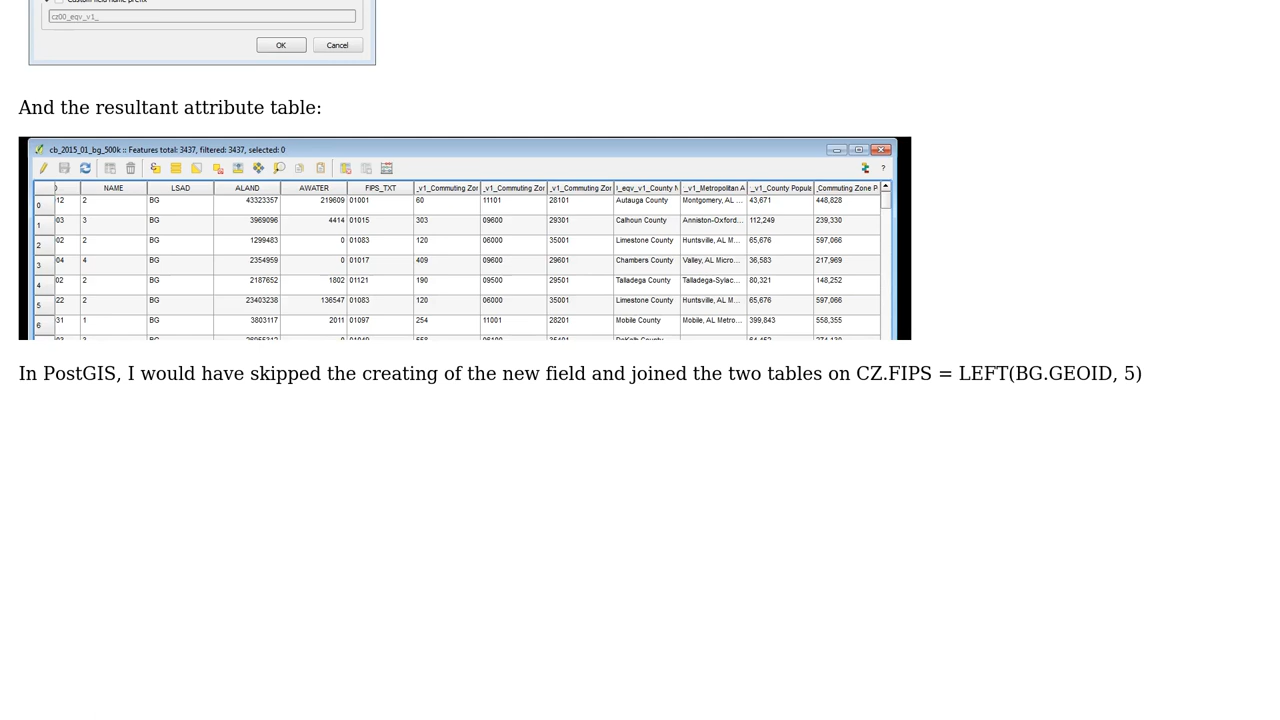 Custom field name prefix
cz00_eqv_v1_
OK Cancel
And the resultant attribute table:
cb_2015_01_bg_500k :: Features total: 3437, filtered: 3437, selected: 0
NAME LSAD ALAND AWATER FIPS_TXT _v1_Commuting Zor _v1_Commuting Zor _v1_Commuting Zor _eqv_v1_County N _v1_Metropolitan A _v1_County Popula Commuting Zone P
0 12 2 BG 43323357 219609 01001 60 11101 28101 Autauga County Montgomery, AL ... 43,671 448,828
1 03 3 BG 3969096 4414 01015 303 09600 29301 Calhoun County Anniston-Oxford... 112,249 239,330
2 02 2 BG 1299483 0 01083 120 06000 35001 Limestone County Huntsville, AL M... 65,676 597,066
3 04 4 BG 2354959 0 01017 409 09600 29601 Chambers County Valley, AL Micro... 36,583 217,969
4 02 2 BG 2187652 1802 01121 190 09500 29501 Talladega County Talladega-Sylac... 80,321 148,252
5 22 2 BG 23403238 136547 01083 120 06000 35001 Limestone County Huntsville, AL M... 65,676 597,066
6 31 1 BG 3803117 2011 01097 254 11001 28201 Mobile County Mobile, AL Metro... 399,843 558,355
In PostGIS, I would have skipped the creating of the new field and joined the two tables on CZ.FIPS = LEFT(BG.GEOID, 5)